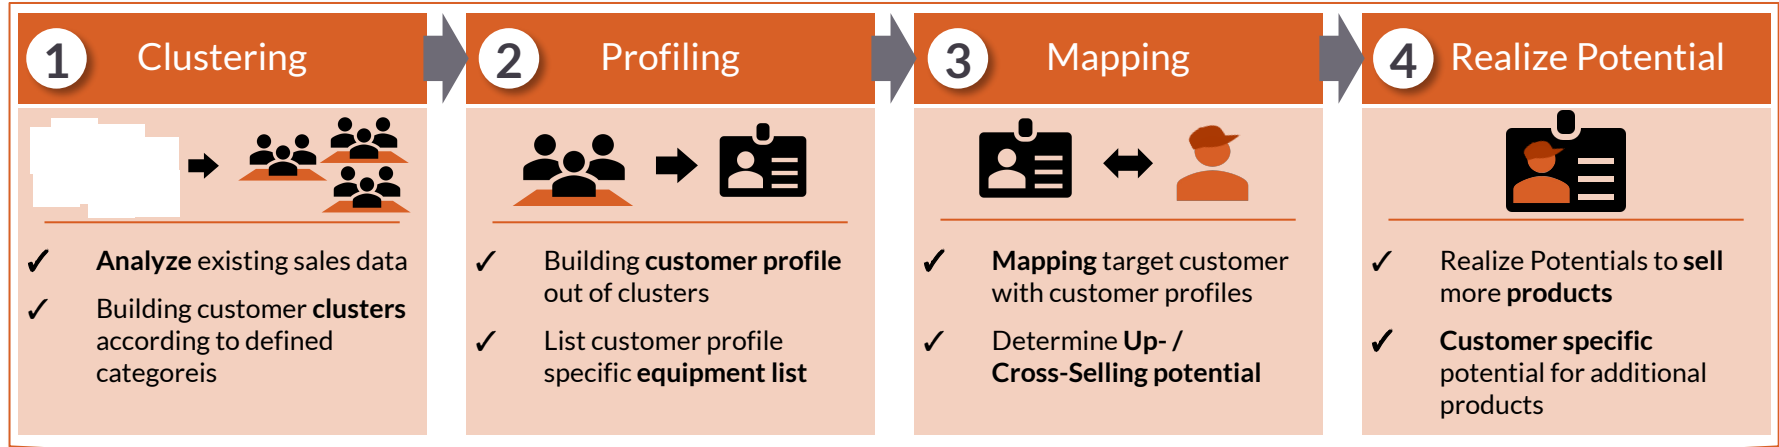 1 Clustering
2 Profiling
3 Mapping
4 Realize Potential
✓ Analyze existing sales data
✓ Building customer clusters
according to defined
categoreis
✓ Building customer profile
out of clusters
✓ List customer profile
specific equipment list
✓ Mapping target customer
with customer profiles
✓ Determine Up- /
Cross-Selling potential
✓ Realize Potentials to sell
more products
✓ Customer specific
potential for additional
products